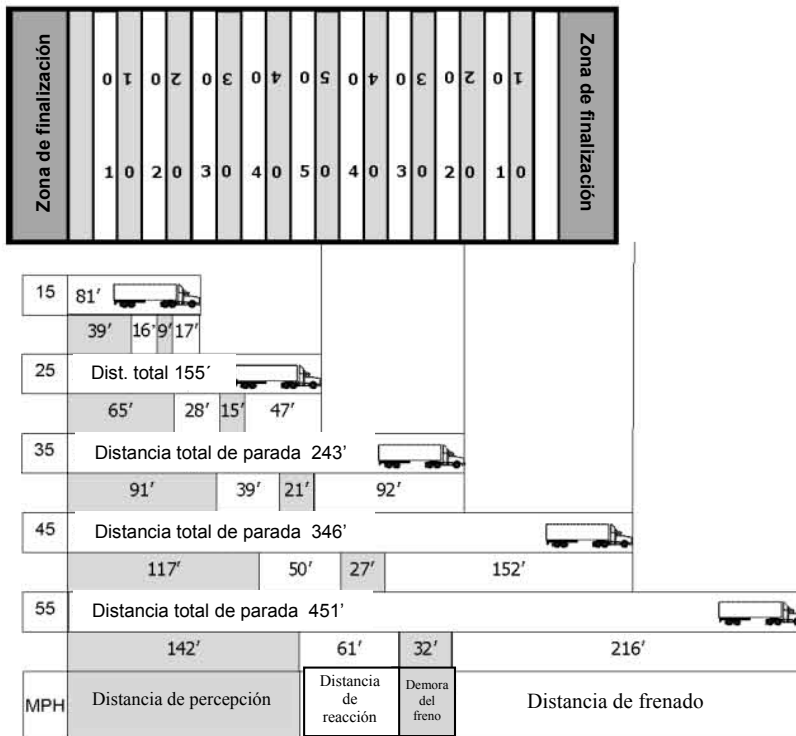 Zona de finalización
0 1 0 2 0 3 0 4 0 5 0 4 0 3 0 2 0 1
Zona de finalización
1 0 2 0 3 0 4 0 5 0 4 0 3 0 2 0 1 0
15
81′
39′ 16' 9′ 17′
25
Dist. total 155′
65′ 28′ 15′ 47′
35
Distancia total de parada 243′
91′ 39′ 21′ 92′
45
Distancia total de parada 346′
117′ 50′ 27′ 152′
55
Distancia total de parada 451′
142′ 61′ 32′ 216′
MPH
Distancia de percepción
Distancia
de
reacción
Demora
del
freno
Distancia de frenado